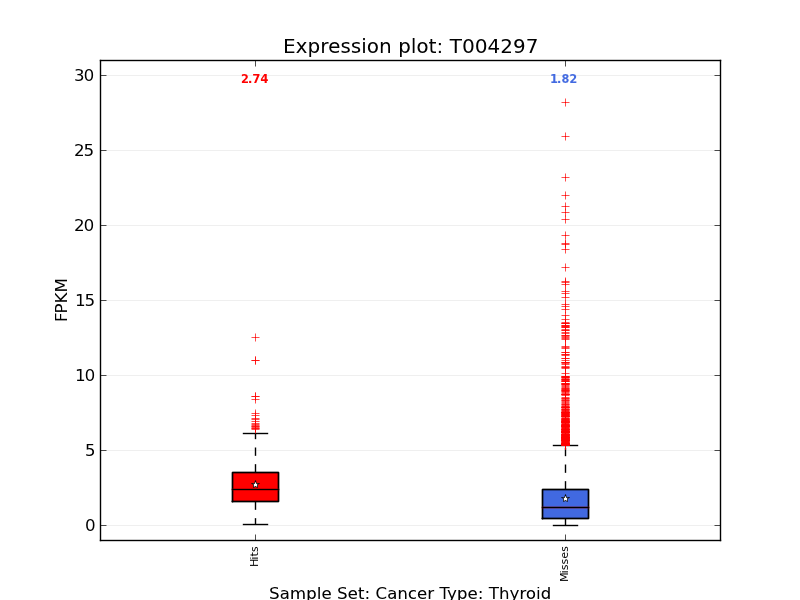 Expression plot: T004297
2.74
1.82
30
25
20
15
10
5
0
FPKM
Hits
Misses
Sample Set: Cancer Type: Thyroid